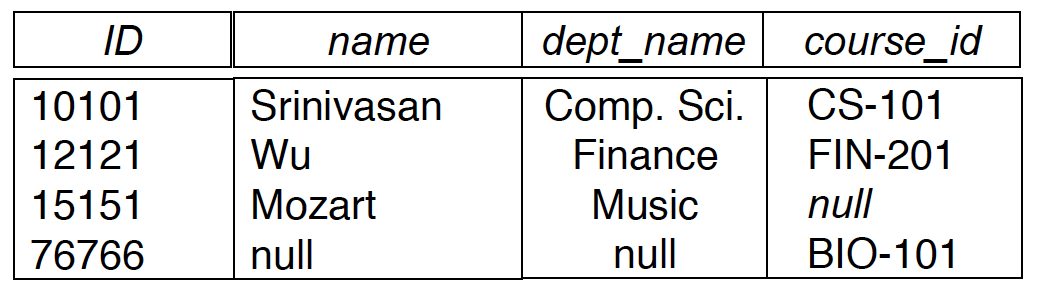 ID name dept_name course_id
10101 Srinivasan Comp. Sci. CS-101
12121 Wu Finance FIN-201
15151 Mozart Music null
76766 null null BIO-101